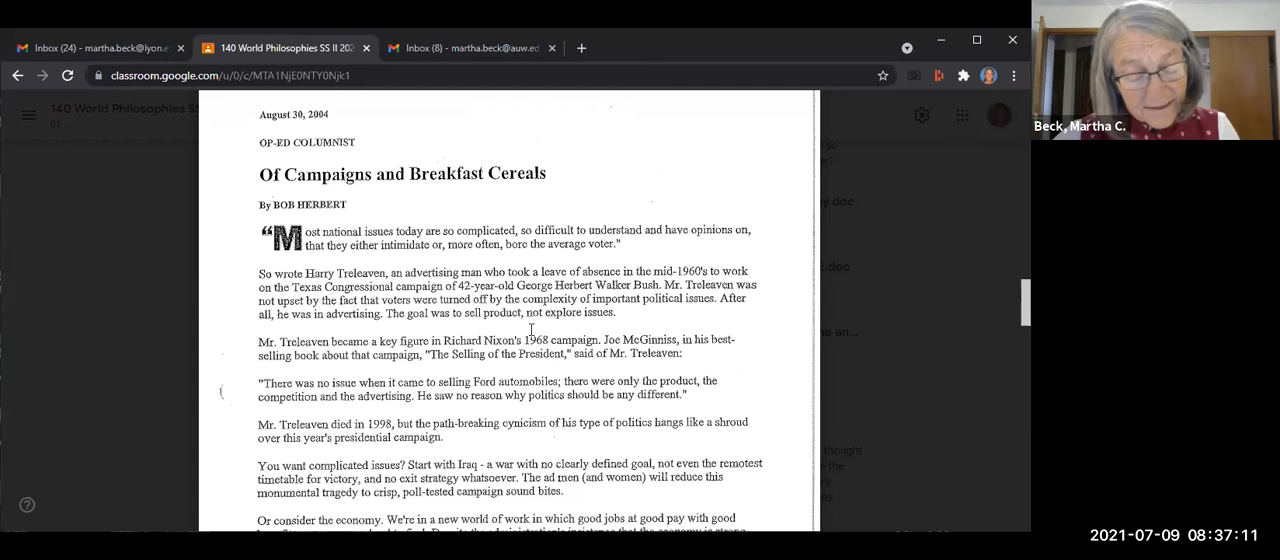 Inbox (24) - martha.beck@lyon.e
140 World Philosophies SS II 202
Inbox (8) - martha.beck@auw.ed
classroom.google.com/u/0/c/MTA1NjE0NTY0Njk1
140 World Philosophies SS
01
August 30, 2004
OP-ED COLUMNIST
Of Campaigns and Breakfast Cereals
By BOB HERBERT
"Most national issues today are so complicated, so difficult to understand and have opinions on,
that they either intimidate or, more often, bore the average voter."
So wrote Harry Treleaven, an advertising man who took a leave of absence in the mid-1960's to work
on the Texas Congressional campaign of 42-year-old George Herbert Walker Bush. Mr. Treleaven was
not upset by the fact that voters were turned off by the complexity of important political issues. After
all, he was in advertising. The goal was to sell product, not explore issues.
Mr. Treleaven became a key figure in Richard Nixon's 1968 campaign. Joe McGinniss, in his best-
selling book about that campaign, "The Selling of the President," said of Mr. Treleaven:
"There was no issue when it came to selling Ford automobiles; there were only the product, the
competition and the advertising. He saw no reason why politics should be any different."
Mr. Treleaven died in 1998, but the path-breaking cynicism of his type of politics hangs like a shroud
over this year's presidential campaign.
You want complicated issues? Start with Iraq - a war with no clearly defined goal, not even the remotest
timetable for victory, and no exit strategy whatsoever. The ad men (and women) will reduce this
monumental tragedy to crisp, poll-tested campaign sound bites.
Or consider the economy. We're in a new world of work in which good jobs at good pay with good
do
er?
y.doc
oc
me an...
thought
n the
ns
Beck, Martha C.
2021-07-09 08:37:11